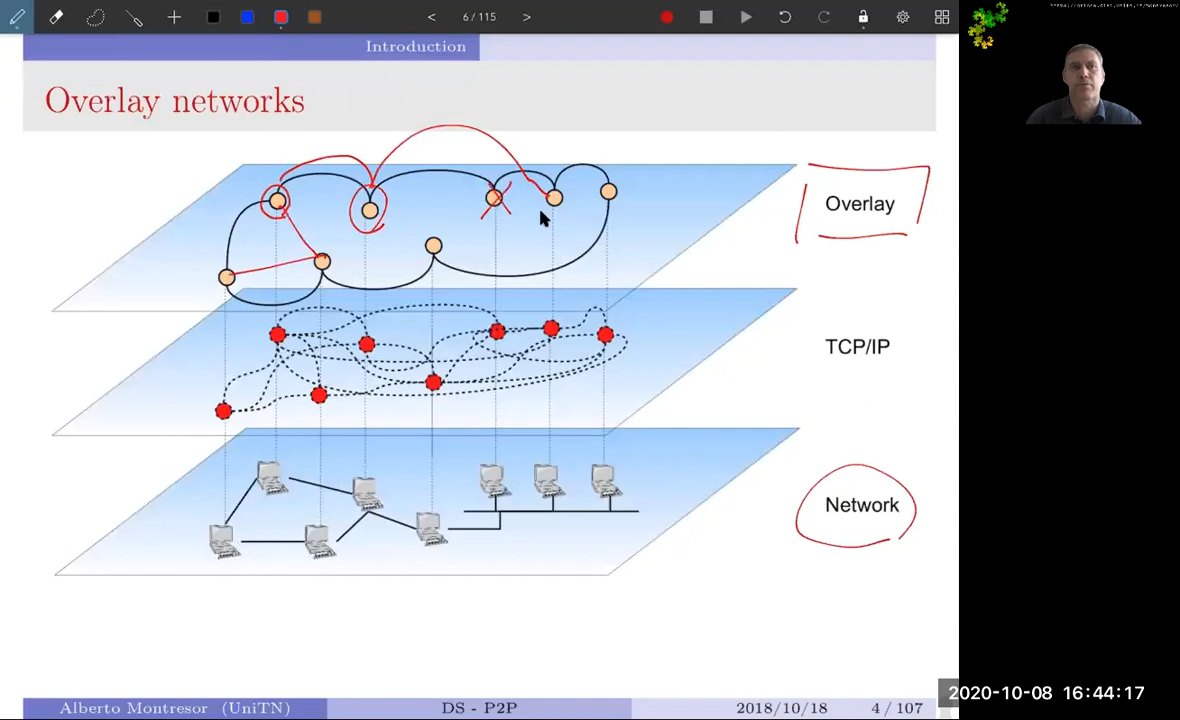 6 / 115
Introduction
Overlay networks
Overlay
TCP/IP
Network
Alberto Montresor (UniTN)
DS - P2P
2018/10/18
4 / 107
2020-10-08 16:44:17